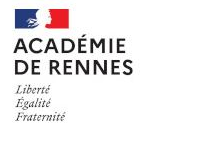 ACADÉMIE
DE RENNES
Liberté
Égalité
Fraternité